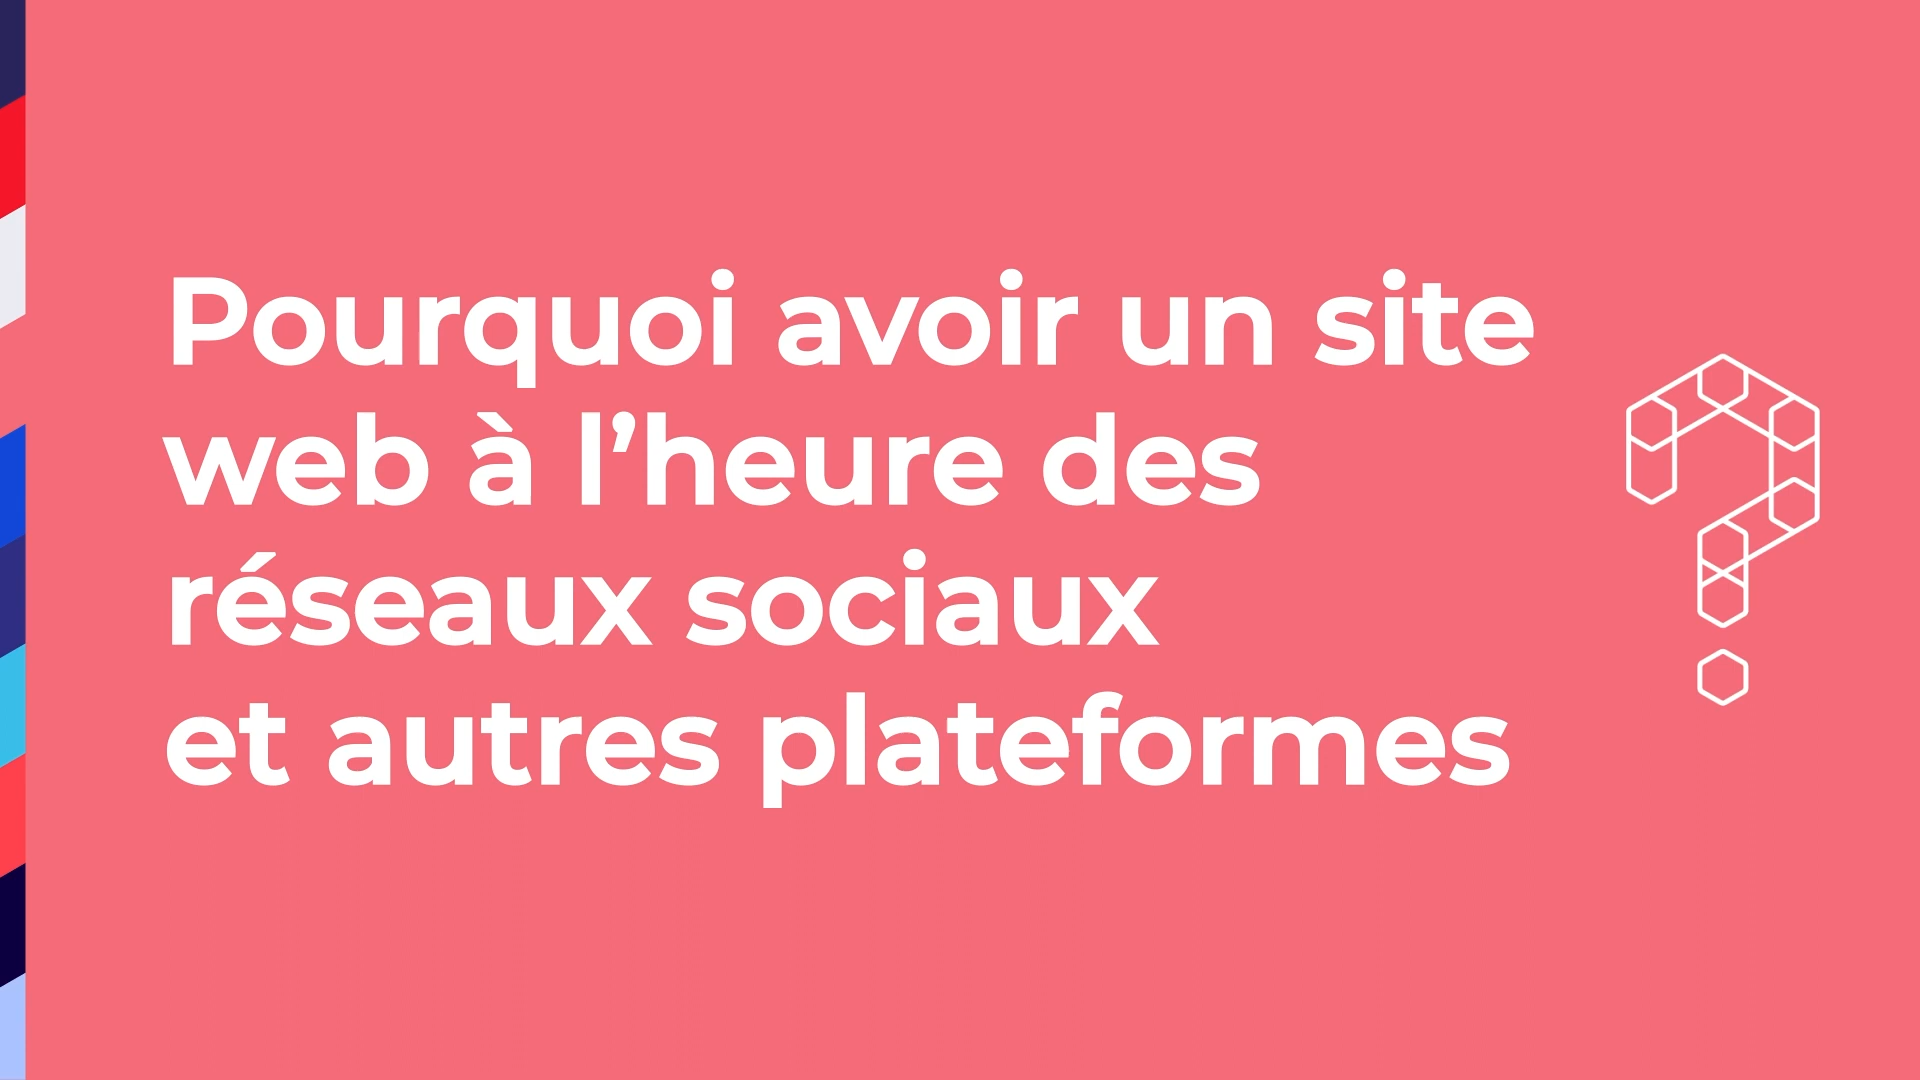 Pourquoi avoir un site
web à l’heure des
réseaux sociaux
et autres plateformes
?